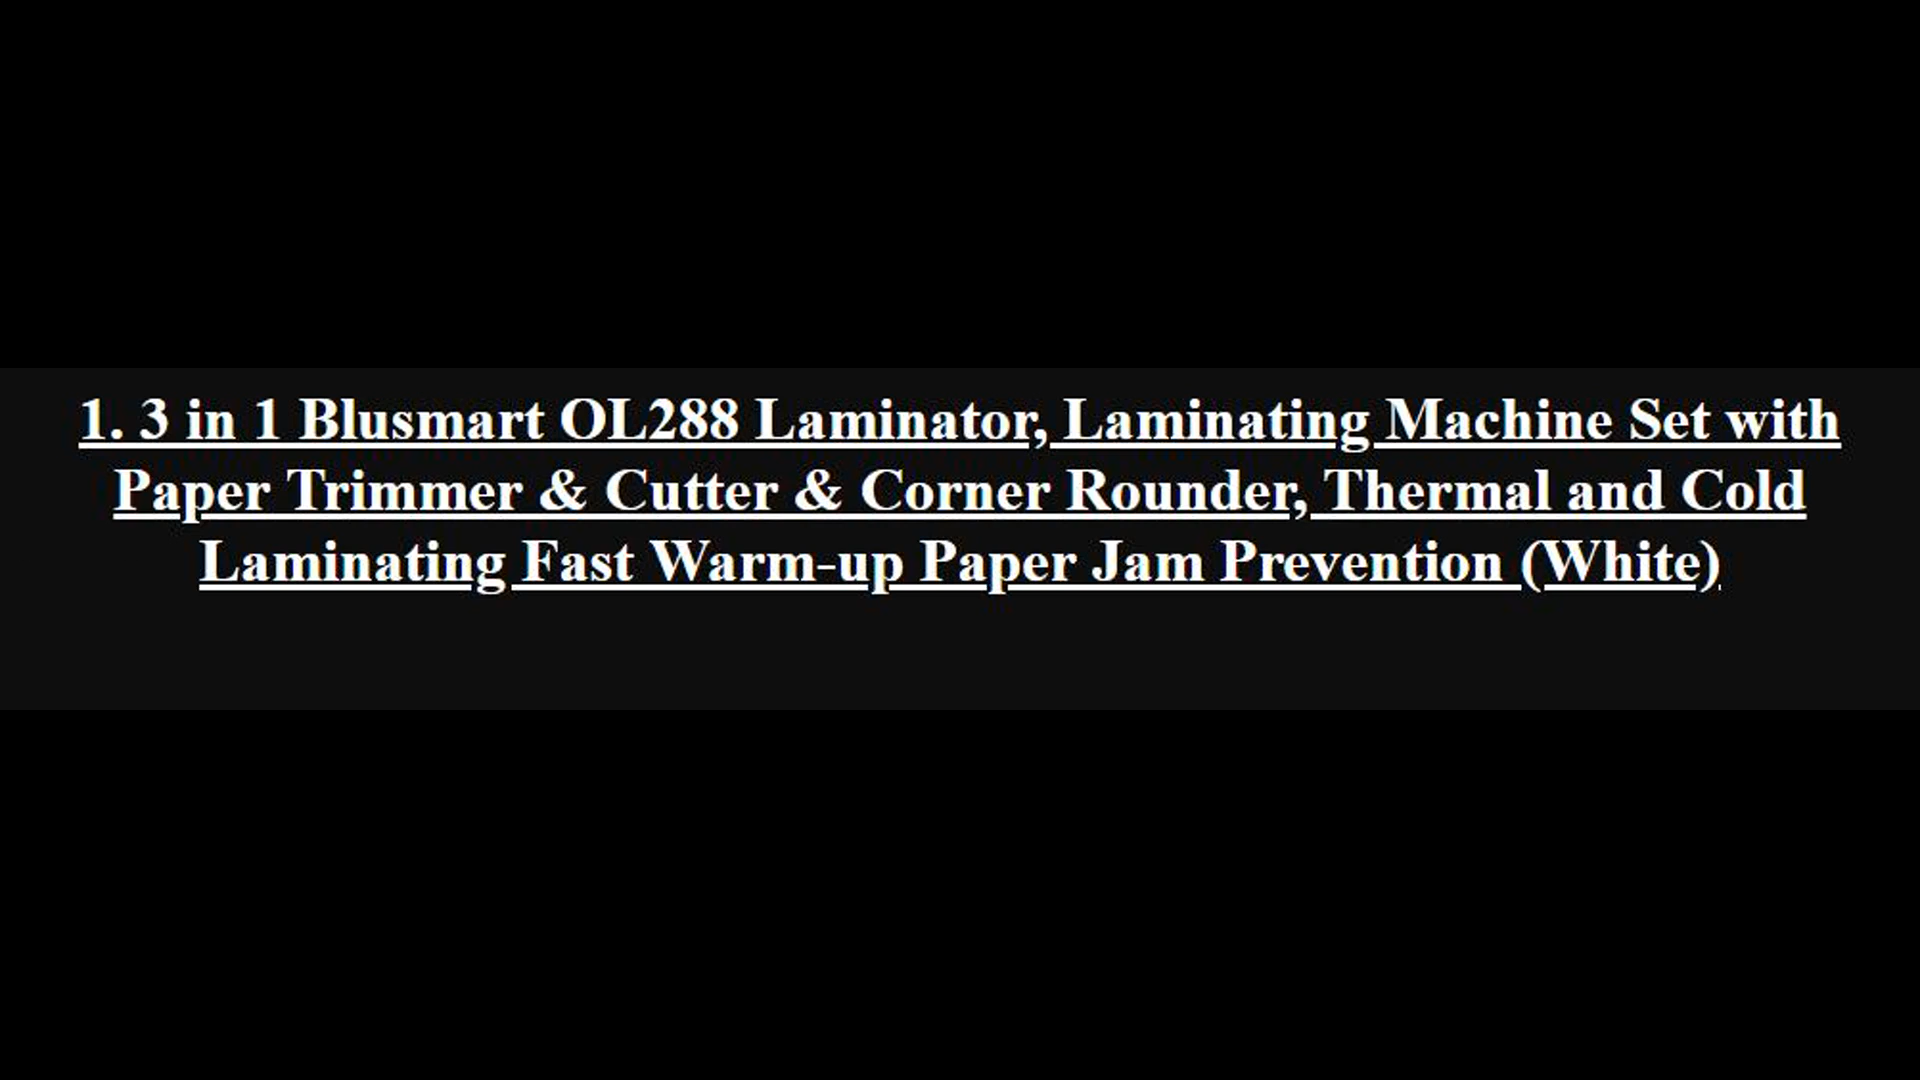 1. 3 in 1 Blusmart OL288 Laminator, Laminating Machine Set with
Paper Trimmer & Cutter & Corner Rounder, Thermal and Cold
Laminating Fast Warm-up Paper Jam Prevention (White)